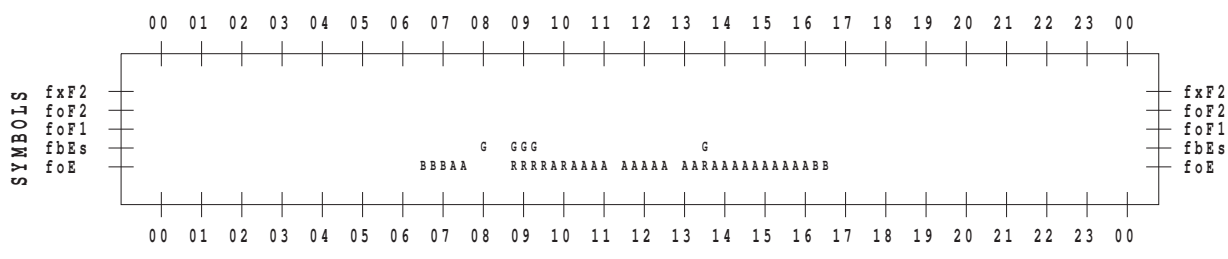 00 01 02 03 04 05 06 07 08 09 10 11 12 13 14 15 16 17 18 19 20 21 22 23 00
SYMBOLS
fxF2 fxF2
foF2 foF2
foF1 foF1
fbEs G GGG G fbEs
foE BBBAA RRRRARAAAA AAAAA AARAAAAAAAAAABB foE
00 01 02 03 04 05 06 07 08 09 10 11 12 13 14 15 16 17 18 19 20 21 22 23 00